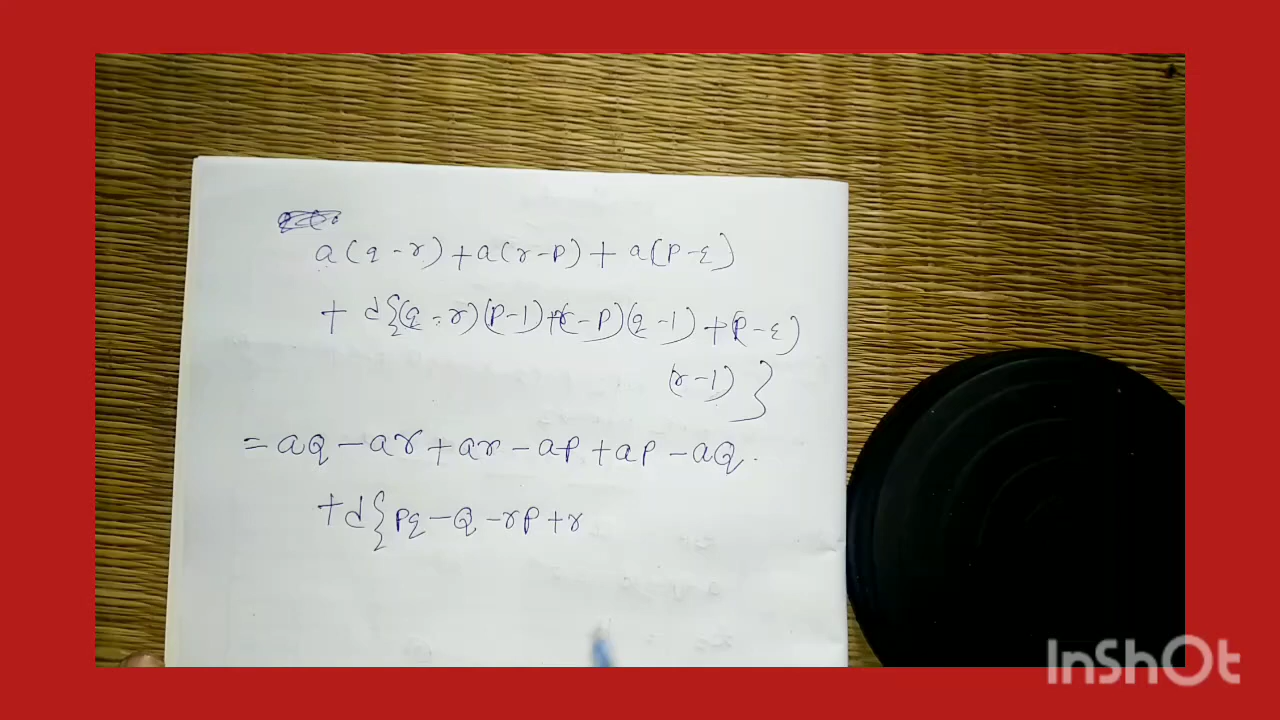 a(q-r)+a(r-p)+a(p-q)
+ d{(q-r)(p-1)+(r-p)(q-1)+(p-q)
(r-1)}
=aQ-ar+ar-ap+ap-aQ.
+d{pq-Q-rp+r
InShOt